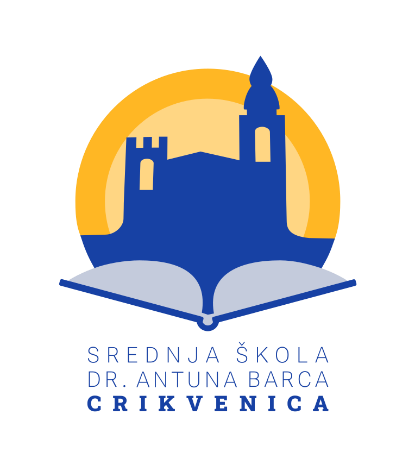 SREDNJA ŠKOLA
DR. ANTUNA BARCA
CRIKVENICA